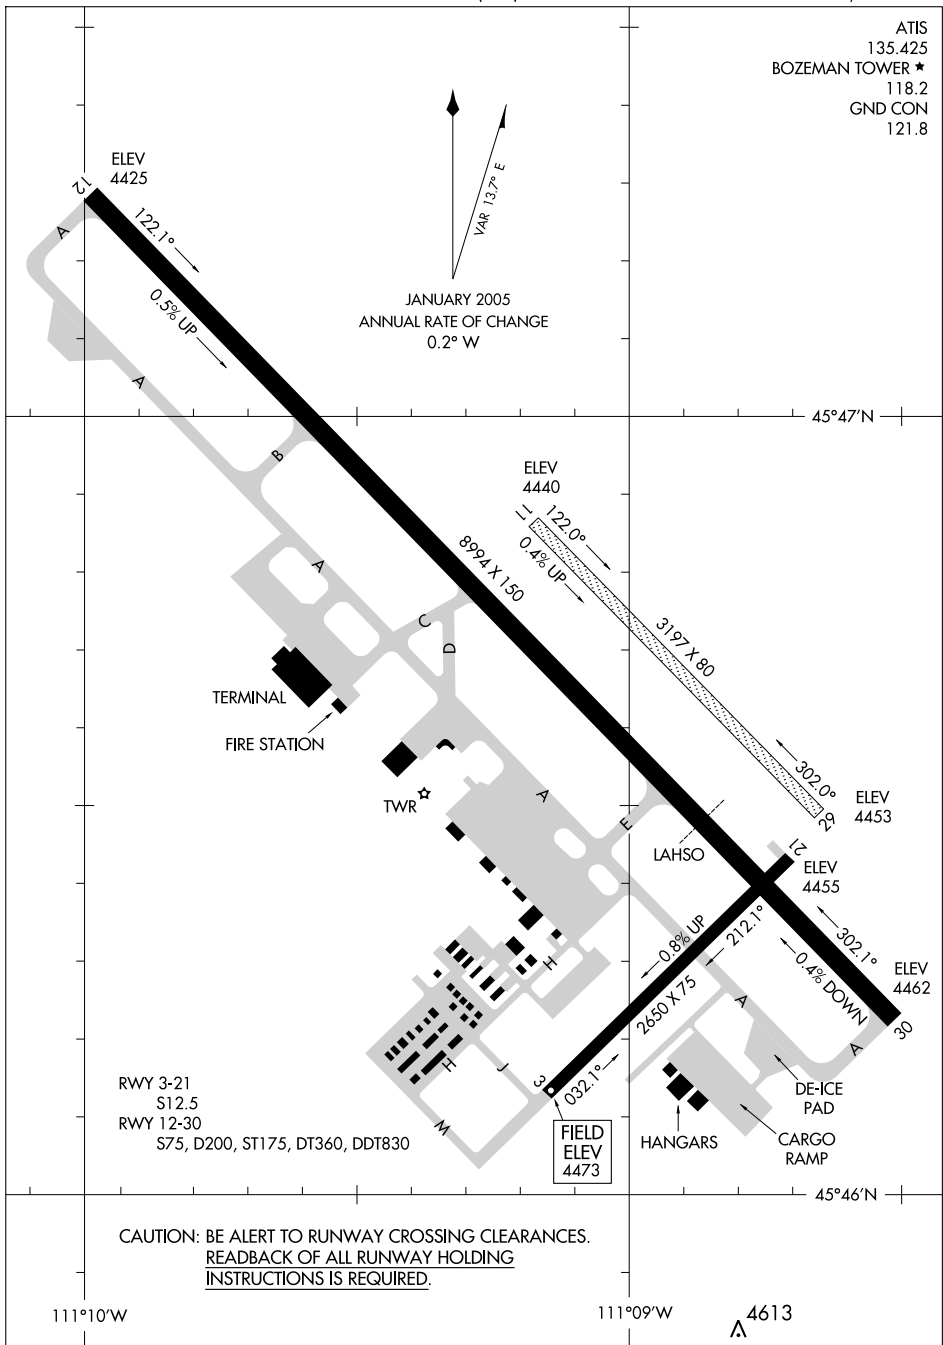 ATIS
135.425
BOZEMAN TOWER ★
118.2
GND CON
121.8
ELEV
4425
12
A
122.1°
0.5% UP
VAR 13.7° E
JANUARY 2005
ANNUAL RATE OF CHANGE
0.2° W
A
45°47'N
B
ELEV
4440
11
122.0°
0.4% UP
8994 X 150
A
C
D
3197 X 80
TERMINAL
FIRE STATION
TWR
A
E
302.0°
29
ELEV
4453
LAHSO
21
ELEV
4455
0.8% UP
212.1°
302.1°
0.4% DOWN
ELEV
4462
30
H
2650 X 75
A
A
H
J
M
3
032.1°
RWY 3-21
S12.5
RWY 12-30
S75, D200, ST175, DT360, DDT830
FIELD
ELEV
4473
HANGARS
DE-ICE
PAD
CARGO
RAMP
45°46'N
CAUTION: BE ALERT TO RUNWAY CROSSING CLEARANCES.
READBACK OF ALL RUNWAY HOLDING
INSTRUCTIONS IS REQUIRED.
111°10'W
111°09'W
4613